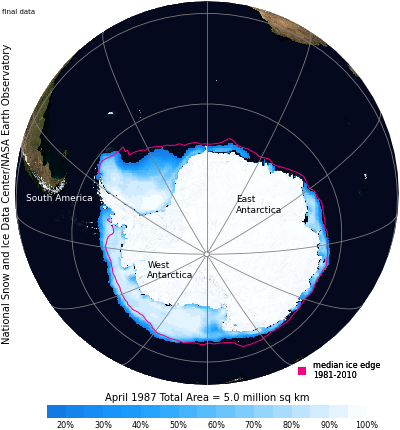 final data
National Snow and Ice Data Center/NASA Earth Observatory
South America
East
Antarctica
West
Antarctica
median ice edge
1981-2010
April 1987 Total Area = 5.0 million sq km
20% 30% 40% 50% 60% 70% 80% 90% 100%